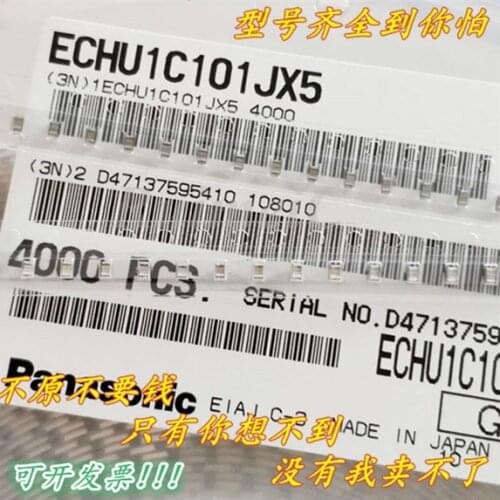 型号齐全到你怕
ECHU1C101JX5
(3N)1ECHU1C101JX5 4000
(3N)2 D47137595410 108010
4000 PCS. SERIAL NO.D4713759
ECHU1C10
Panasonic EIAJ C-3 MADE IN JAPAN
G
10
不原不要钱
只有你想不到
可开发票!!!
没有我卖不了